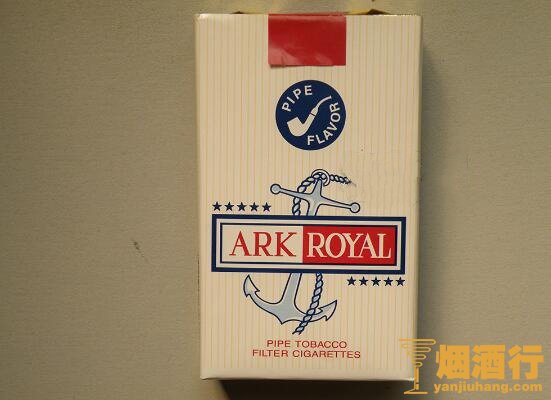 PIPE
FLAVOR
ARK ROYAL
PIPE TOBACCO
FILTER CIGARETTES
烟酒行
yanjiuhang.com